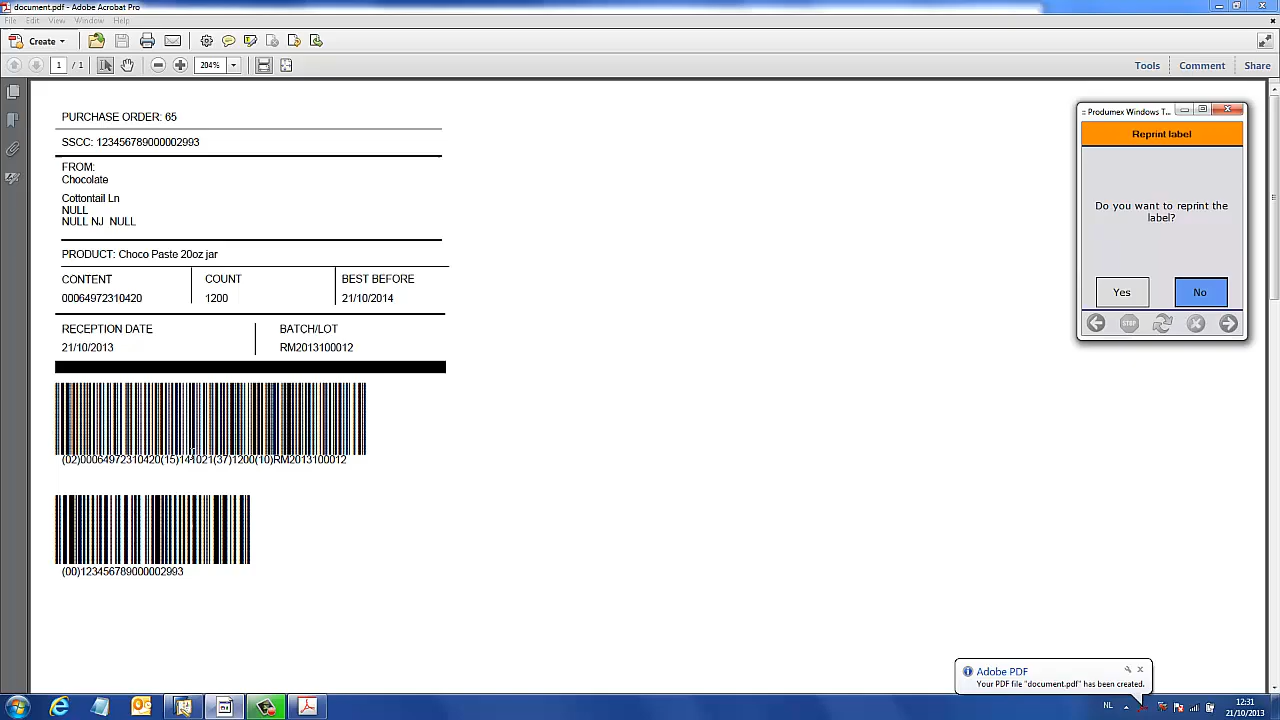 document.pdf - Adobe Acrobat Pro
File Edit View Window Help
Create
1 / 1
204%
Tools Comment Share
PURCHASE ORDER: 65
SSCC: 123456789000002993
FROM:
Chocolate
Cottontail Ln
NULL
NULL NJ NULL
PRODUCT: Choco Paste 20oz jar
CONTENT COUNT BEST BEFORE
00064972310420 1200 21/10/2014
RECEPTION DATE BATCH/LOT
21/10/2013 RM2013100012
(02)00064972310420(15)141021(37)1200(10)RM2013100012
(00)123456789000002993
Produmex Windows T...
Reprint label
Do you want to reprint the
label?
Yes No
STOP
Adobe PDF
Your PDF file "document.pdf" has been created.
NL
12:31
21/10/2013